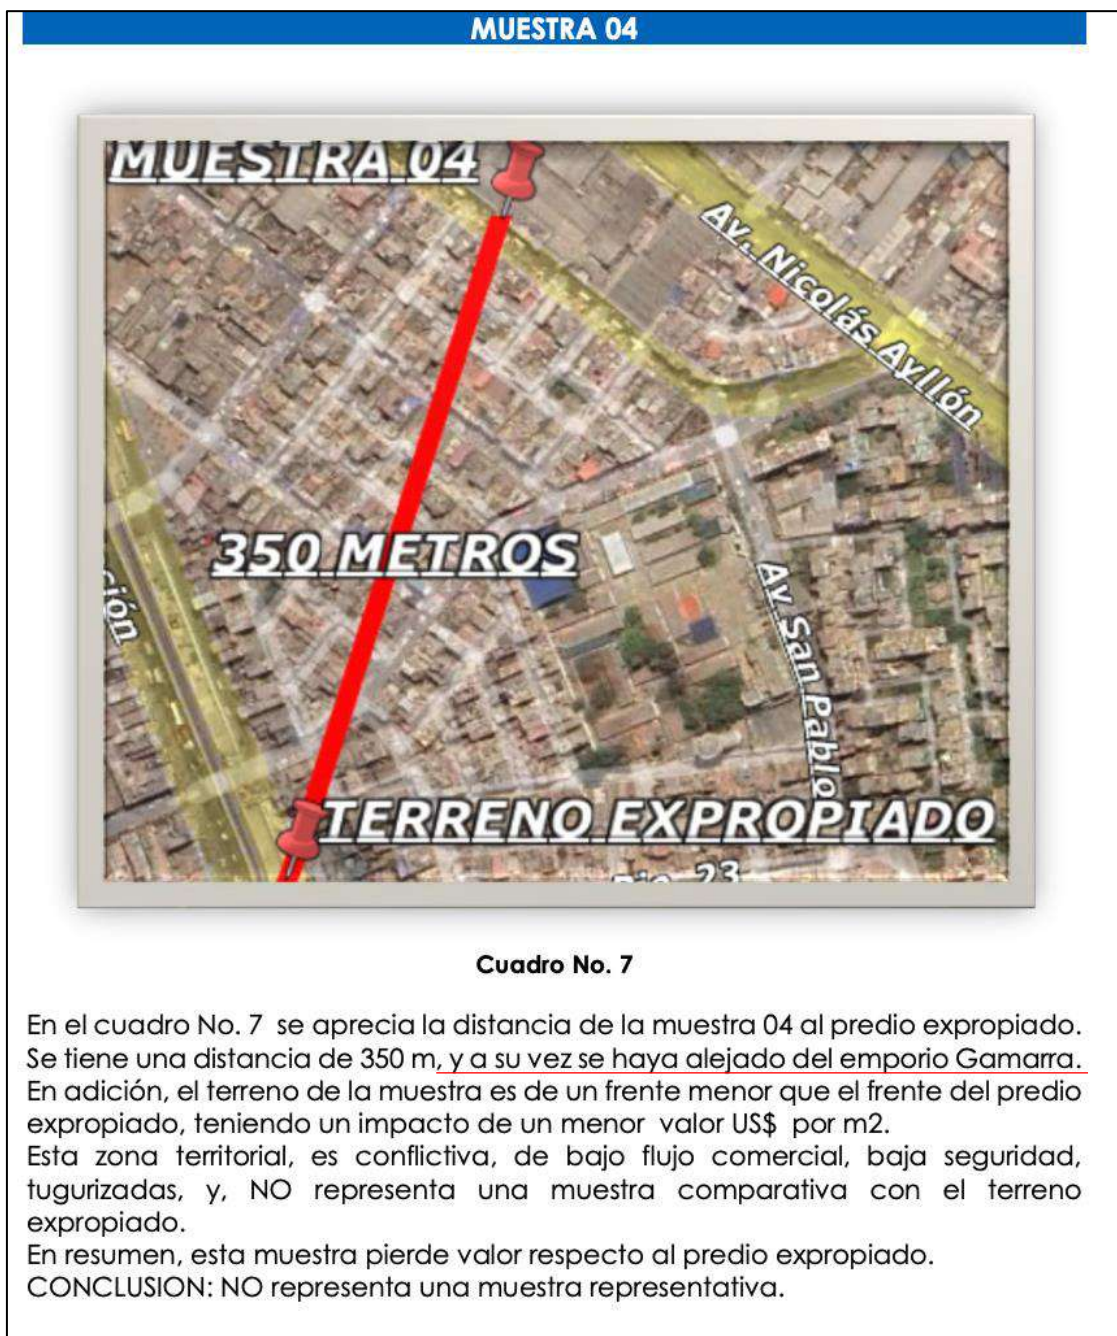 MUESTRA 04
MUESTRA 04
Av. Nicolás Ayllón
350 METROS
ción
Av. San Pablo
TERRENO EXPROPIADO
23
Cuadro No. 7
En el cuadro No. 7 se aprecia la distancia de la muestra 04 al predio expropiado.
Se tiene una distancia de 350 m, y a su vez se haya alejado del emporio Gamarra.
En adición, el terreno de la muestra es de un frente menor que el frente del predio
expropiado, teniendo un impacto de un menor valor US$ por m2.
Esta zona territorial, es conflictiva, de bajo flujo comercial, baja seguridad,
tugurizadas, y, NO representa una muestra comparativa con el terreno
expropiado.
En resumen, esta muestra pierde valor respecto al predio expropiado.
CONCLUSION: NO representa una muestra representativa.